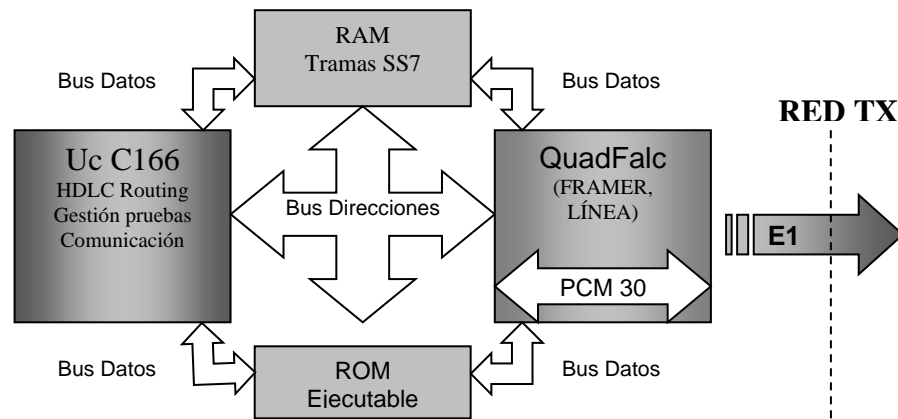 RAM
Tramas SS7
Bus Datos
Bus Datos
RED TX
Uc C166
HDLC Routing
Gestión pruebas
Comunicación
Bus Direcciones
QuadFalc
(FRAMER,
LÍNEA)
E1
PCM 30
Bus Datos
ROM
Ejecutable
Bus Datos